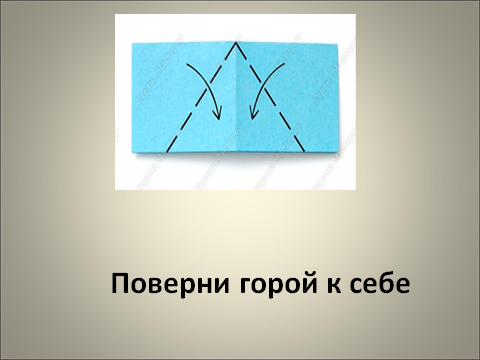 Поверни горой к себе